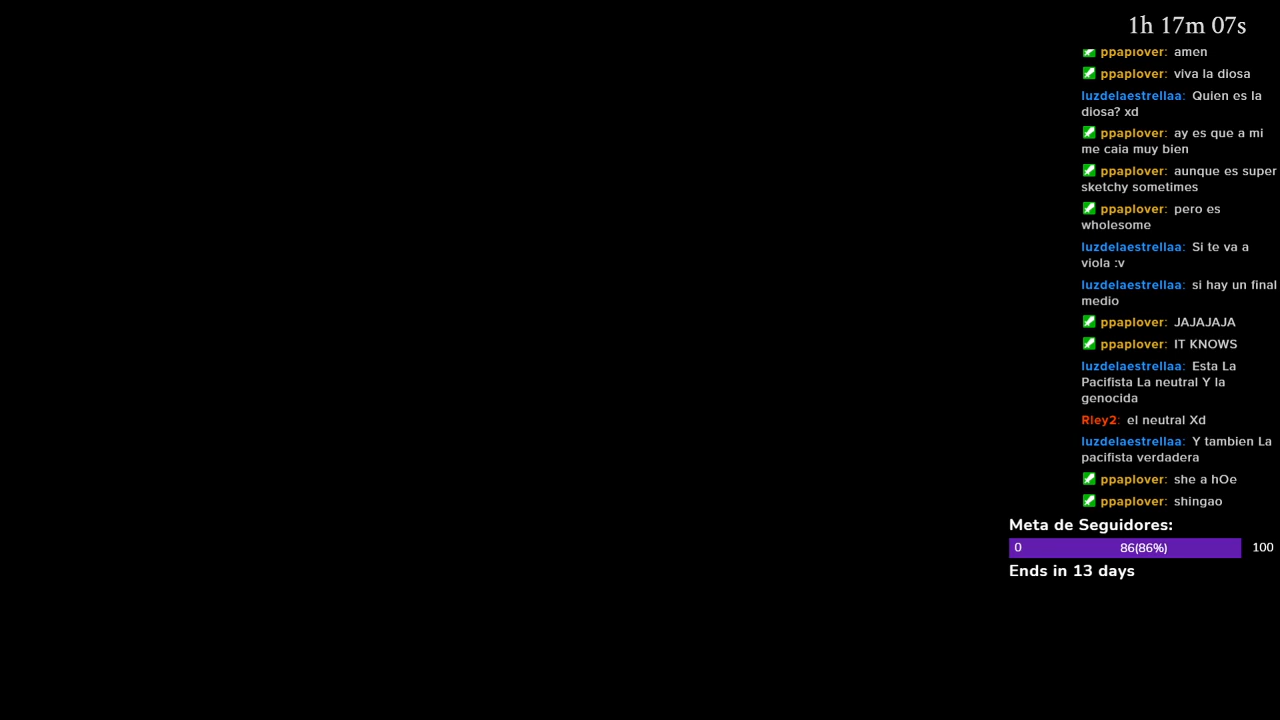 1h 17m 07s
ppaplover: amen
ppaplover: viva la diosa
luzdelaestrellaa: Quien es la
diosa? xd
ppaplover: ay es que a mi
me caia muy bien
ppaplover: aunque es super
sketchy sometimes
ppaplover: pero es
wholesome
luzdelaestrellaa: Si te va a
viola :v
luzdelaestrellaa: si hay un final
medio
ppaplover: JAJAJAJA
ppaplover: IT KNOWS
luzdelaestrellaa: Esta La
Pacifista La neutral Y la
genocida
Rley2: el neutral Xd
luzdelaestrellaa: Y tambien La
pacifista verdadera
ppaplover: she a hOe
ppaplover: shingao
Meta de Seguidores:
0 86(86%) 100
Ends in 13 days